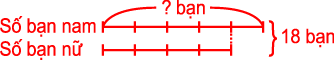 ? bạn
Số bạn nam
Số bạn nữ
18 bạn